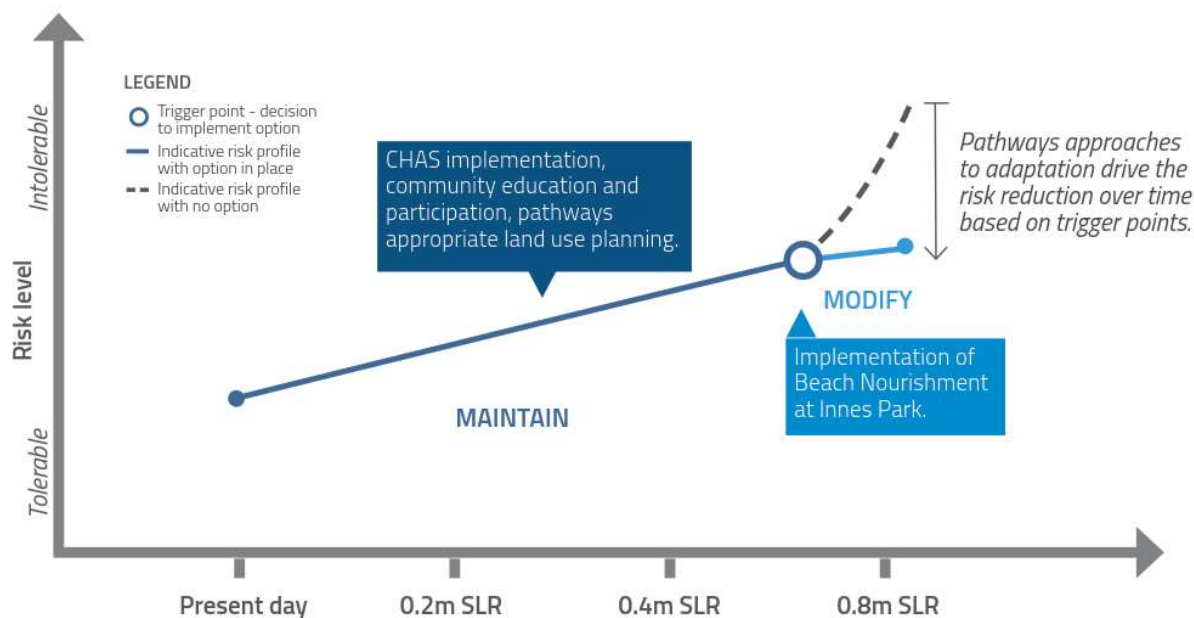 LEGEND
Trigger point - decision
to implement option
Indicative risk profile
with option in place
Indicative risk profile
with no option
Intolerable
Risk level
Tolerable
CHAS implementation,
community education and
participation, pathways
appropriate land use planning.
Pathways approaches
to adaptation drive the
risk reduction over time
based on trigger points.
MAINTAIN
MODIFY
Implementation of
Beach Nourishment
at Innes Park.
Present day
0.2m SLR
0.4m SLR
0.8m SLR